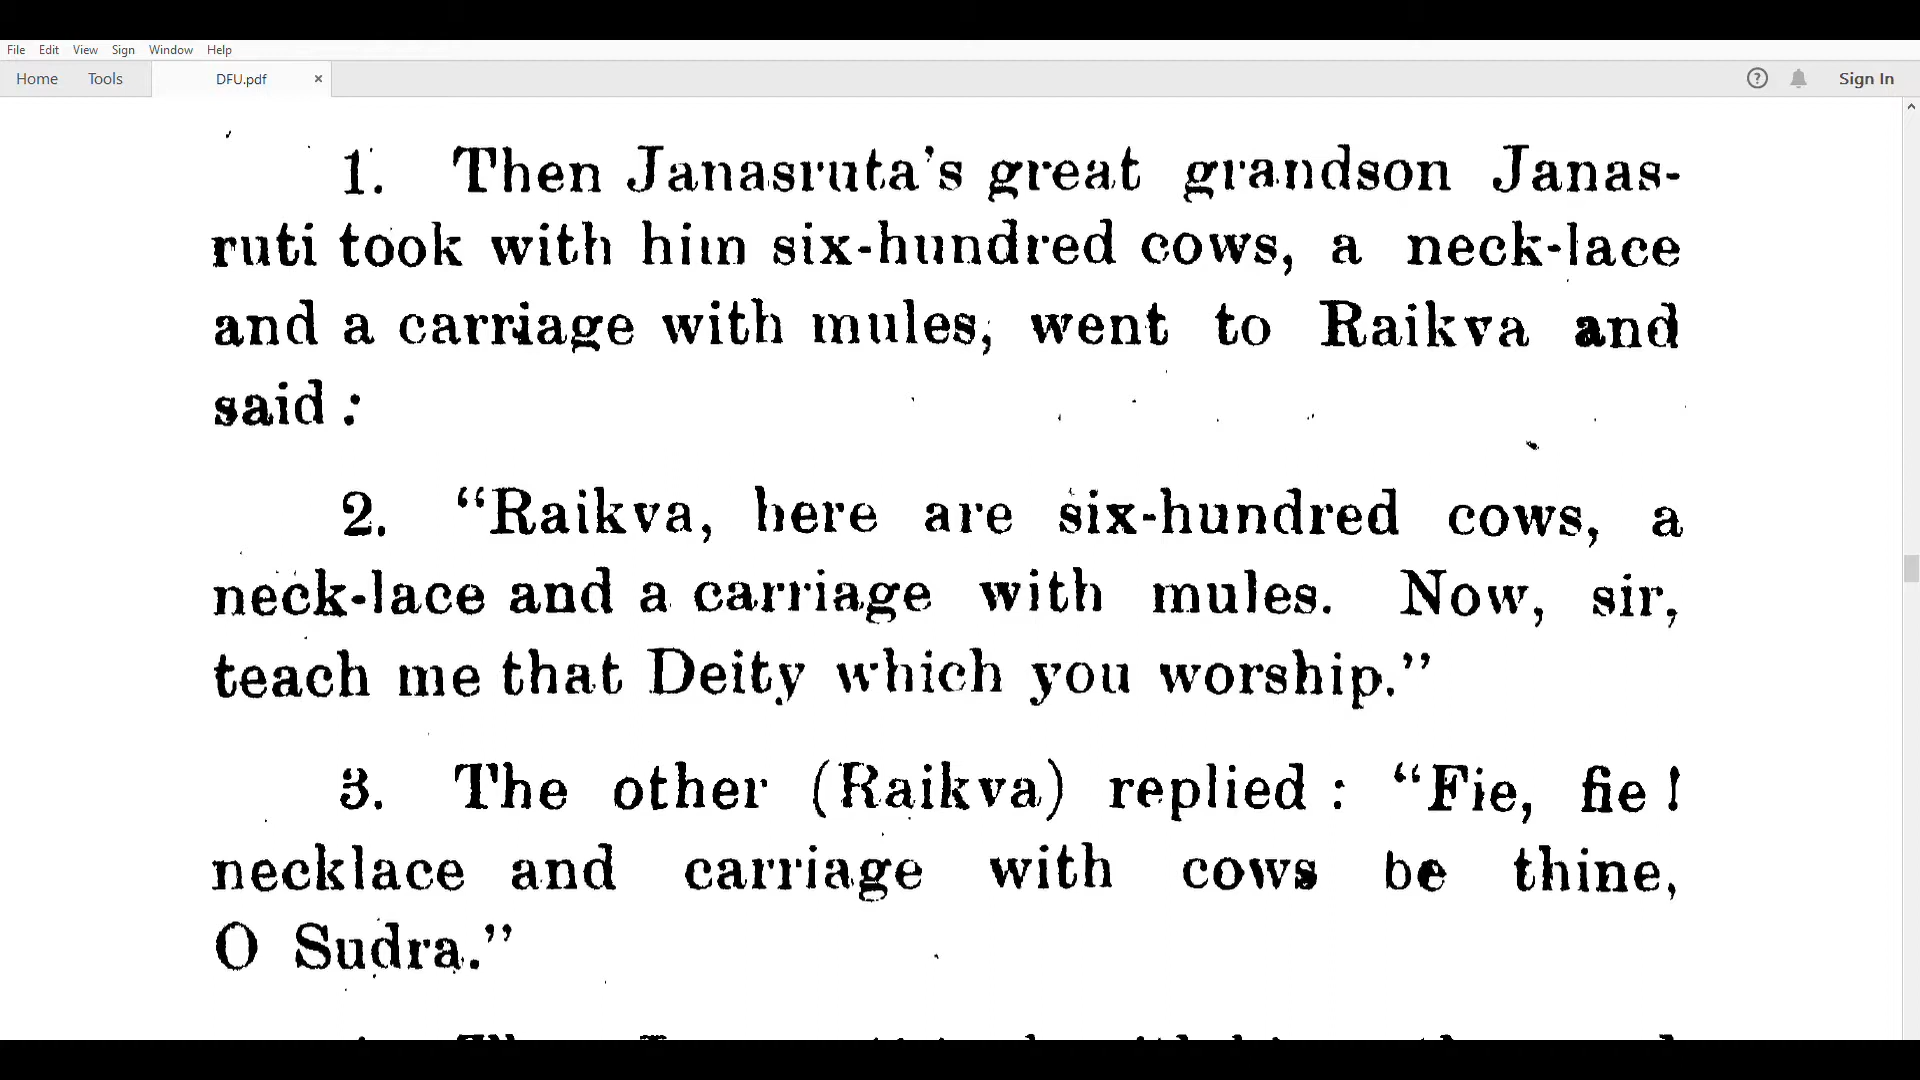 File Edit View Sign Window Help
Home Tools DFU.pdf × ? Sign In
1. Then Janasruta's great grandson Janas-
ruti took with him six-hundred cows, a neck-lace
and a carriage with mules, went to Raikva and
said :
2. “Raikva, here are six-hundred cows, a
neck-lace and a carriage with mules. Now, sir,
teach me that Deity which you worship.”
3. The other (Raikva) replied : “Fie, fie !
necklace and carriage with cows be thine,
O Sudra.”